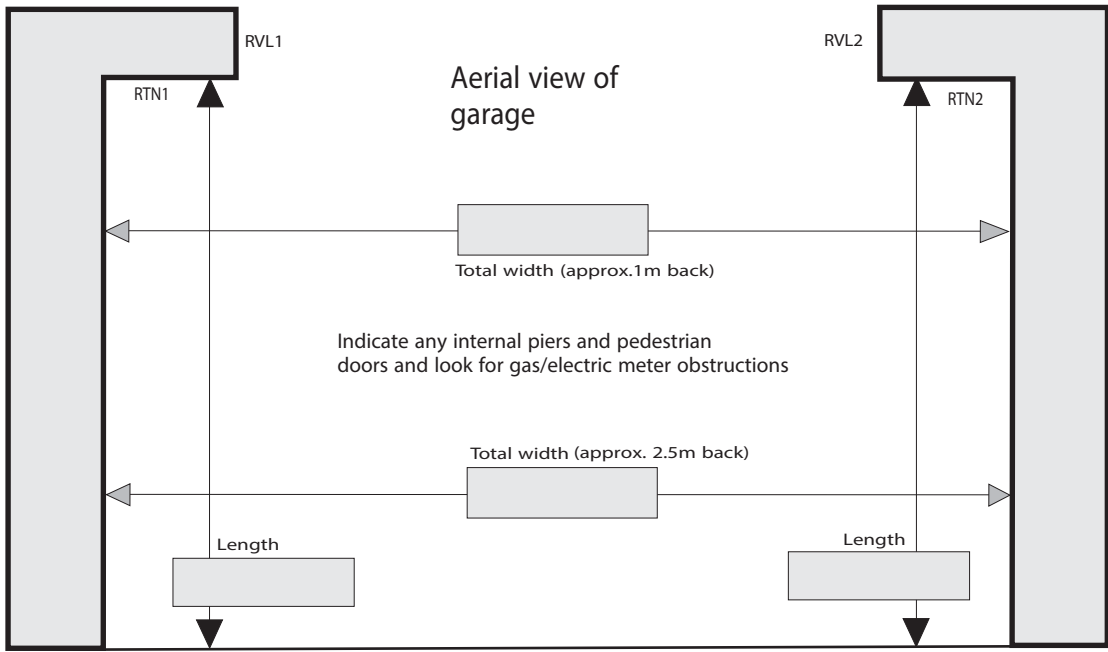 RVL1
RVL2
Aerial view of
garage
RTN1
RTN2
Total width (approx.1m back)
Indicate any internal piers and pedestrian
doors and look for gas/electric meter obstructions
Total width (approx. 2.5m back)
Length
Length